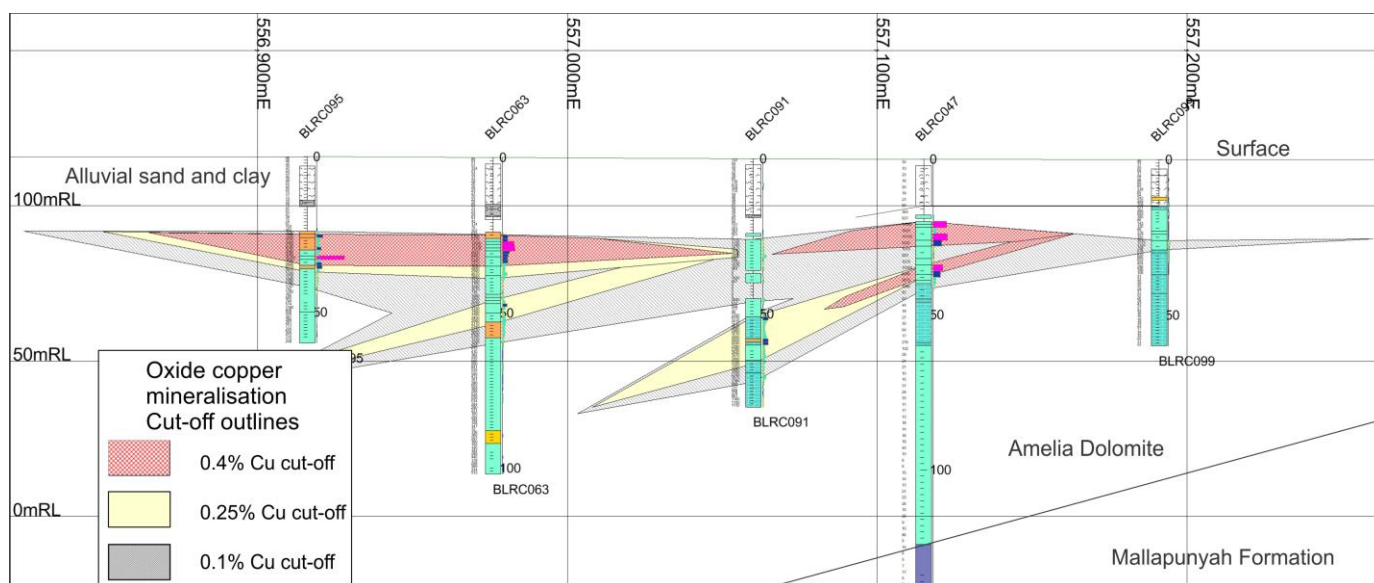 556,900mE
557,000mE
557,100mE
557,200mE
BLRC095
BLRC063
BLRC091
BLRC047
0
0
0
0
0
Surface
Alluvial sand and clay
100mRL
50
50
50
50
50
50mRL
95
BLRC099
BLRC091
Oxide copper
mineralisation
Cut-off outlines
0.4% Cu cut-off
0.25% Cu cut-off
0.1% Cu cut-off
100
BLRC063
100
Amelia Dolomite
0mRL
Mallapunyah Formation